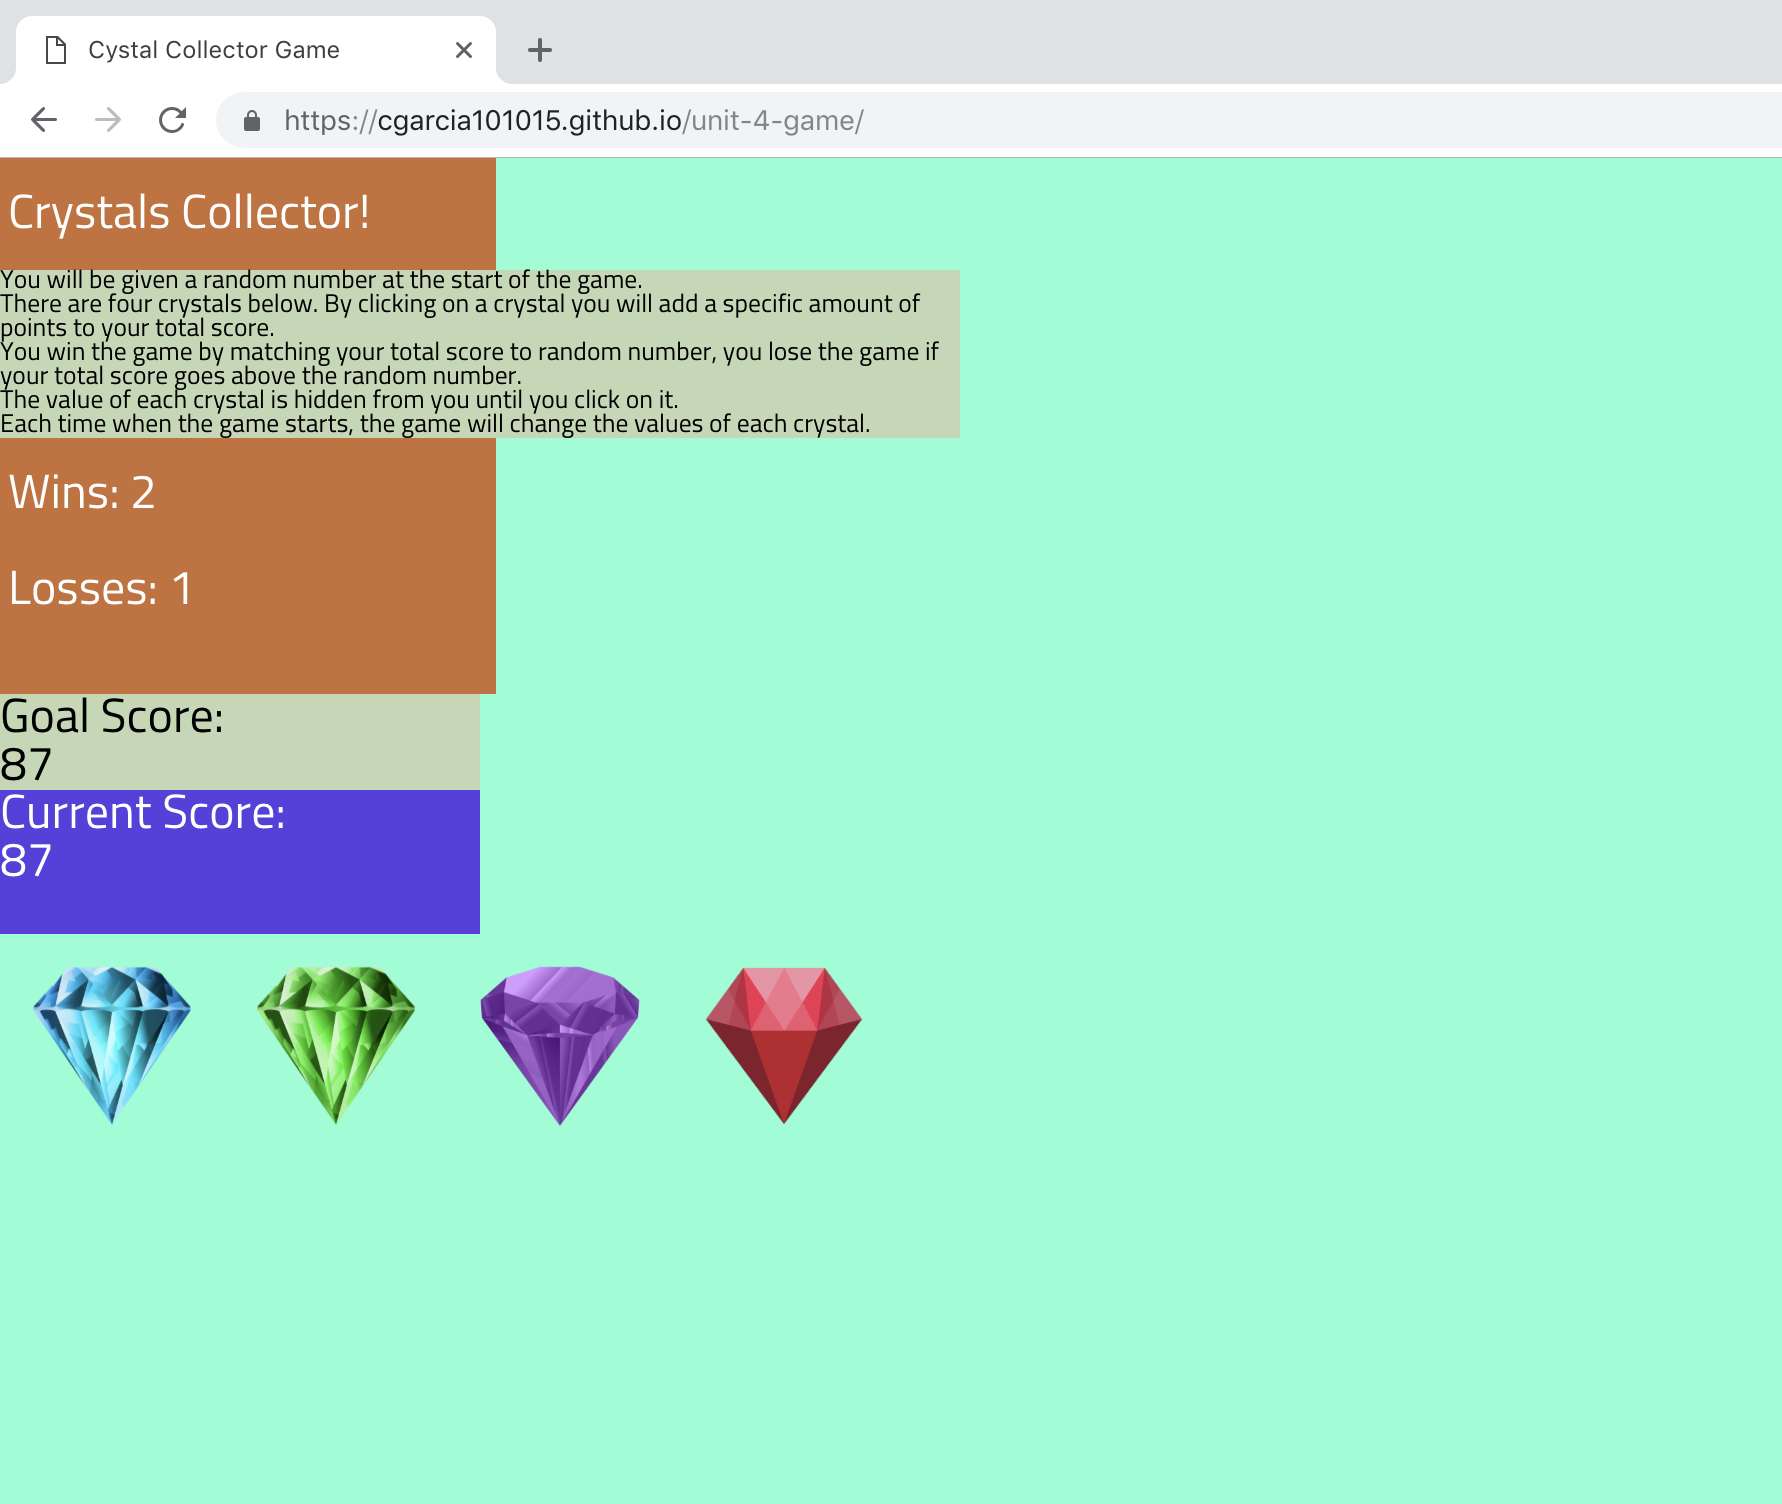 Cystal Collector Game
https://cgarcia101015.github.io/unit-4-game/
Crystals Collector!
You will be given a random number at the start of the game.
There are four crystals below. By clicking on a crystal you will add a specific amount of
points to your total score.
You win the game by matching your total score to random number, you lose the game if
your total score goes above the random number.
The value of each crystal is hidden from you until you click on it.
Each time when the game starts, the game will change the values of each crystal.
Wins: 2
Losses: 1
Goal Score:
87
Current Score:
87